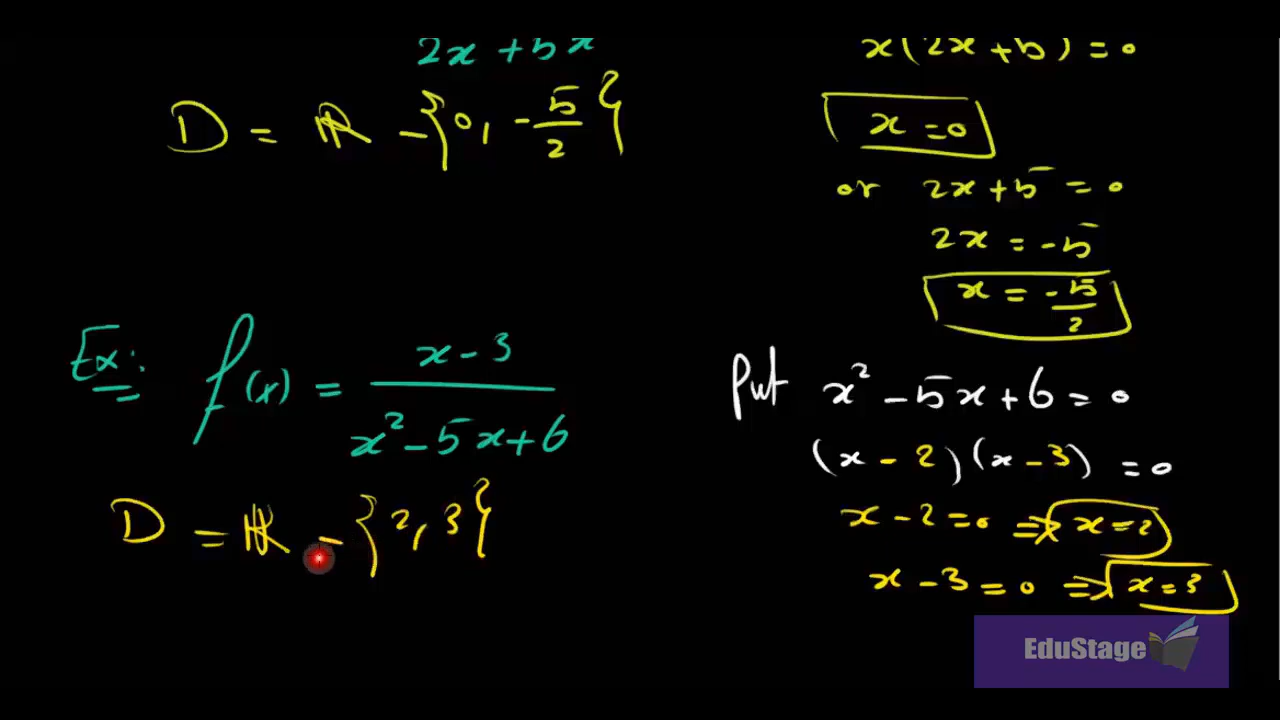 2x + 5x
D = ℝ - {0, -5/2}
x(2x + 5) = 0
x = 0
or 2x + 5 = 0
2x = -5
x = -5/2
Ex: f(x) = (x - 3)/(x² - 5x + 6)
D = ℝ - {2, 3}
Put x² - 5x + 6 = 0
(x - 2)(x - 3) = 0
x - 2 = 0 ⇒ x = 2
x - 3 = 0 ⇒ x = 3
EduStage